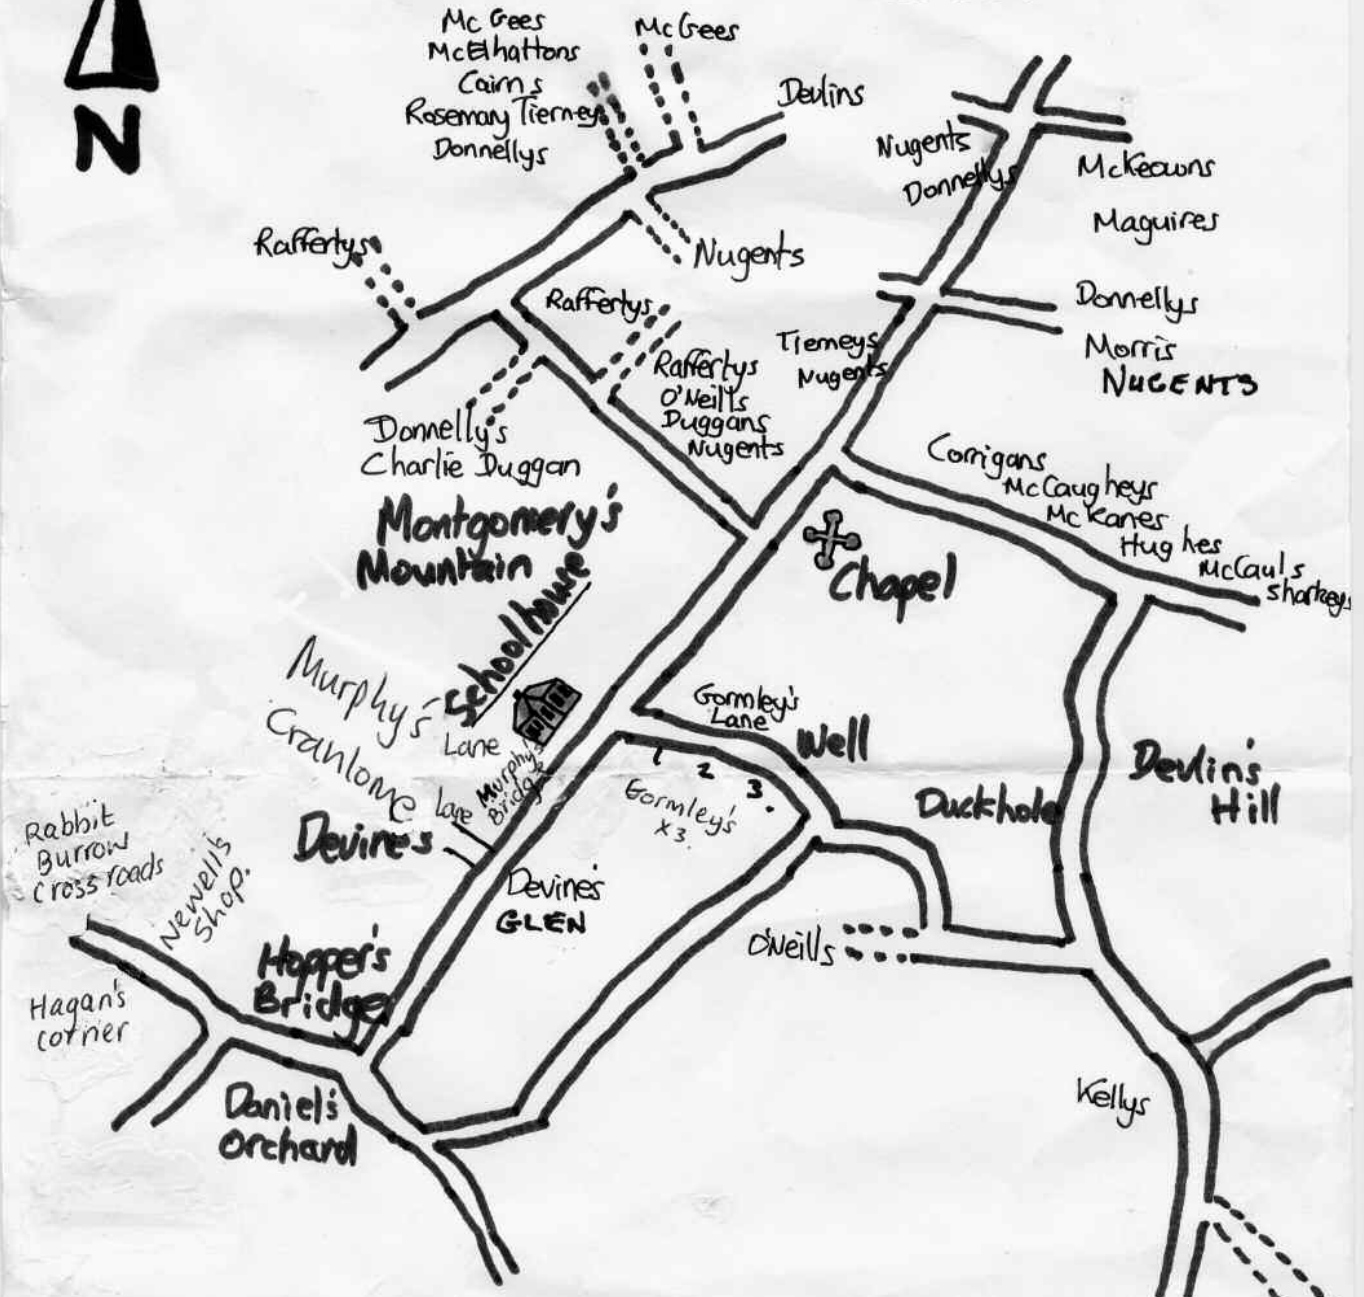 Mc Gees
McElhattons
Cairns
Rosemary Tierneys
Donnellys
McGees
Devlins
Nugents
Donnellys
McKeowns
Maguires
N
Raffertys
Nugents
Raffertys
Donnellys
Morris
NUGENTS
Tierneys
Nugents
Raffertys
O'Neills
Duggans
Nugents
Donnelly's
Charlie Duggan
Corrigans
McCaugheys
McKanes
Hughes
McCauls
Sharkeys
Montgomery's
Mountain
Chapel
Schoolhouse
Murphy's
Lane
Cranlome
Lane
Murphy's
Bridge
Gormley's
Lane
Well
1
2
3.
Gormley's
x3.
Duckhole
Devlin's
Hill
Devine's
Rabbit
Burrow
Cross roads
Newell's
Shop.
Devine's
GLEN
Hopper's
Bridge
O'Neills
Hagan's
corner
Daniel's
Orchard
Kellys